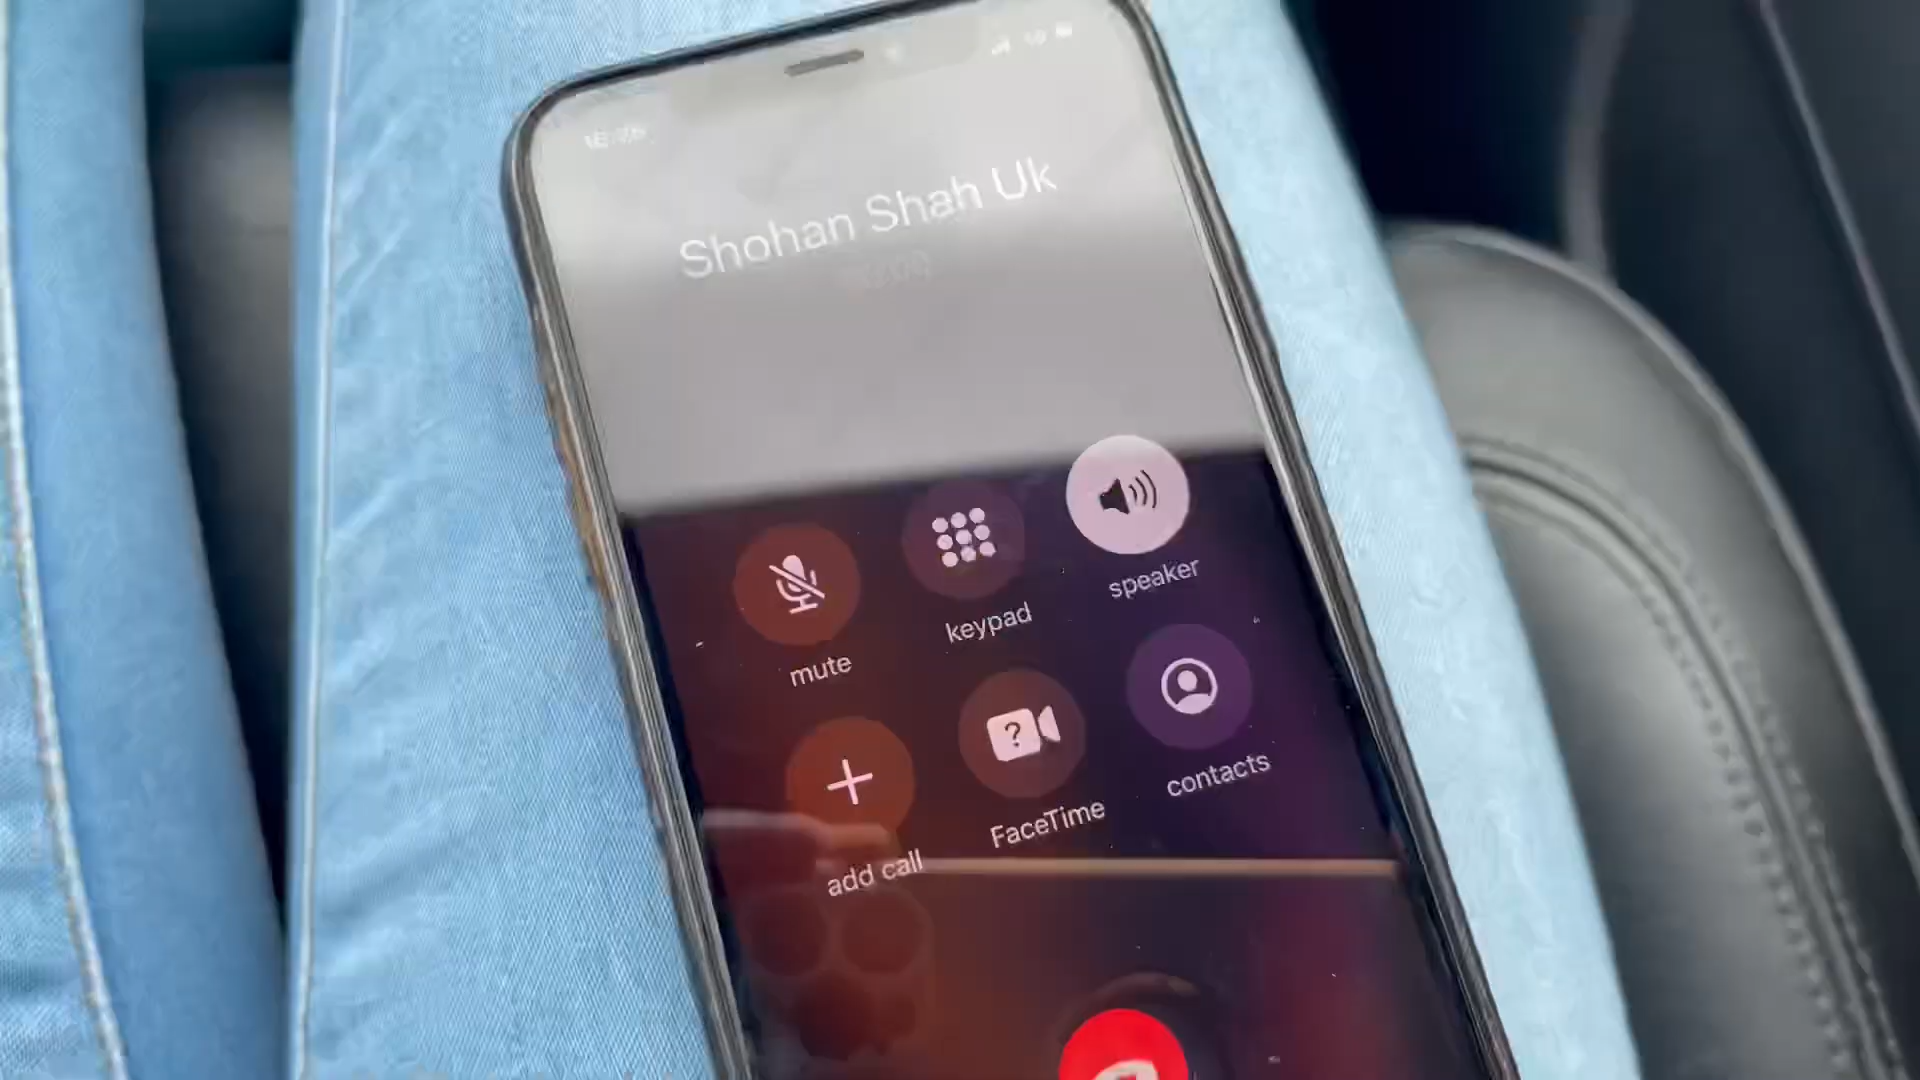 Shohan Shah Uk
mute
keypad
speaker
add call
FaceTime
contacts